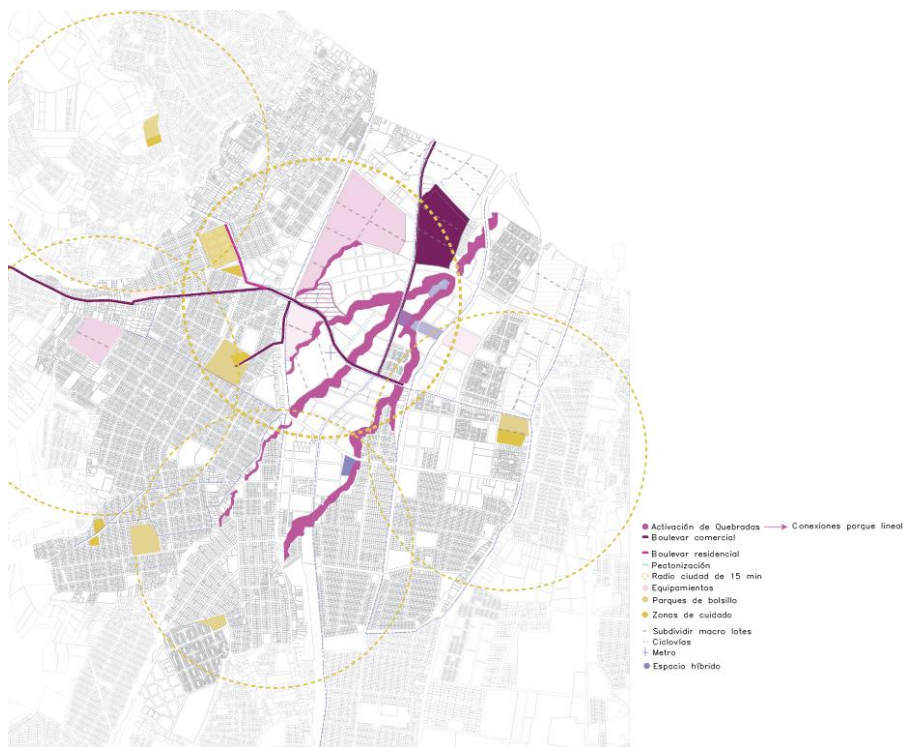 Activación de Quebradas
Conexiones parque lineal
Boulevar comercial
Boulevar residencial
Peatonización
Radio ciudad de 15 min
Equipamientos
Parques de bolsillo
Zonas de cuidado
Subdividir macro lotes
Ciclovías
Metro
Espacio híbrido